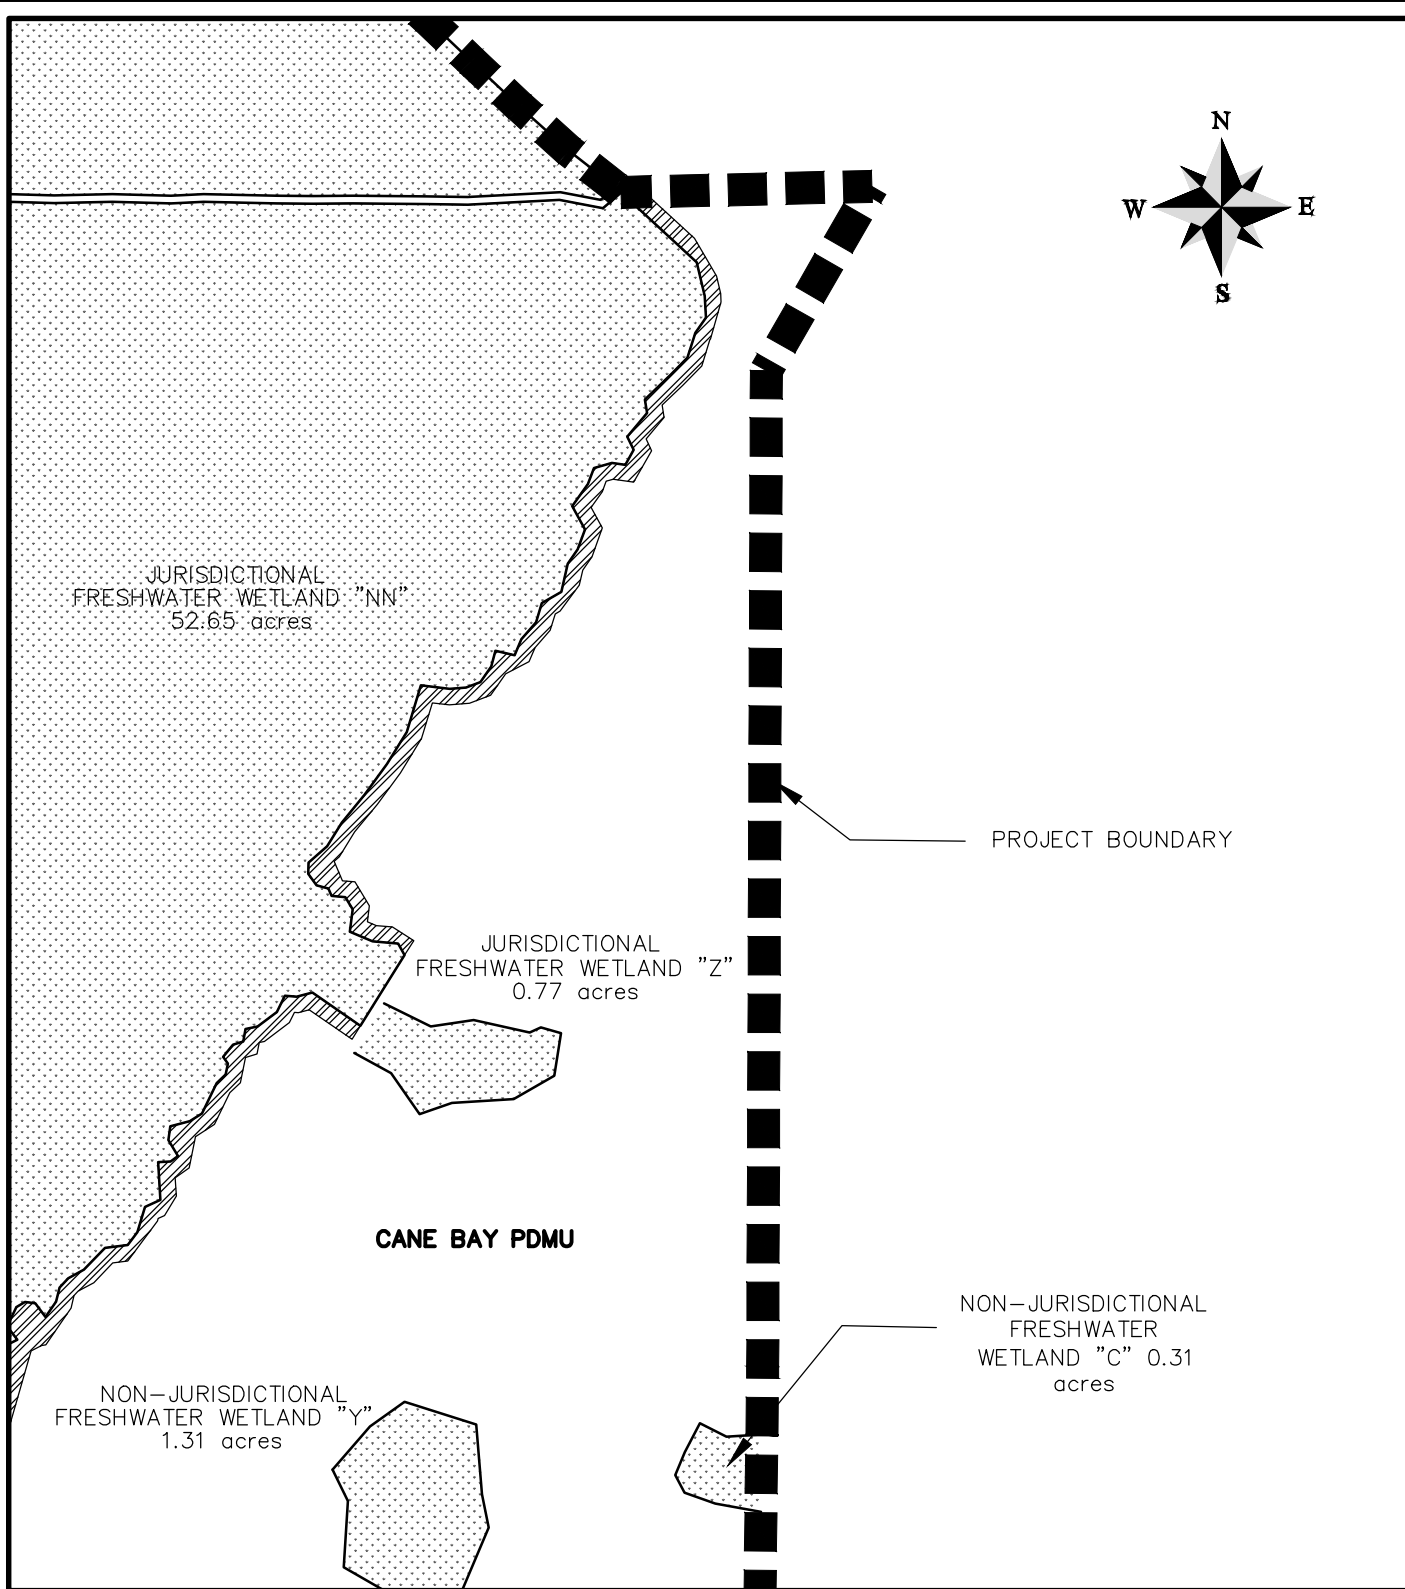 N
W E
S
JURISDICTIONAL
FRESHWATER WETLAND "NN"
52.65 acres
PROJECT BOUNDARY
JURISDICTIONAL
FRESHWATER WETLAND "Z"
0.77 acres
CANE BAY PDMU
NON-JURISDICTIONAL
FRESHWATER
WETLAND "C" 0.31
acres
NON-JURISDICTIONAL
FRESHWATER WETLAND "Y"
1.31 acres